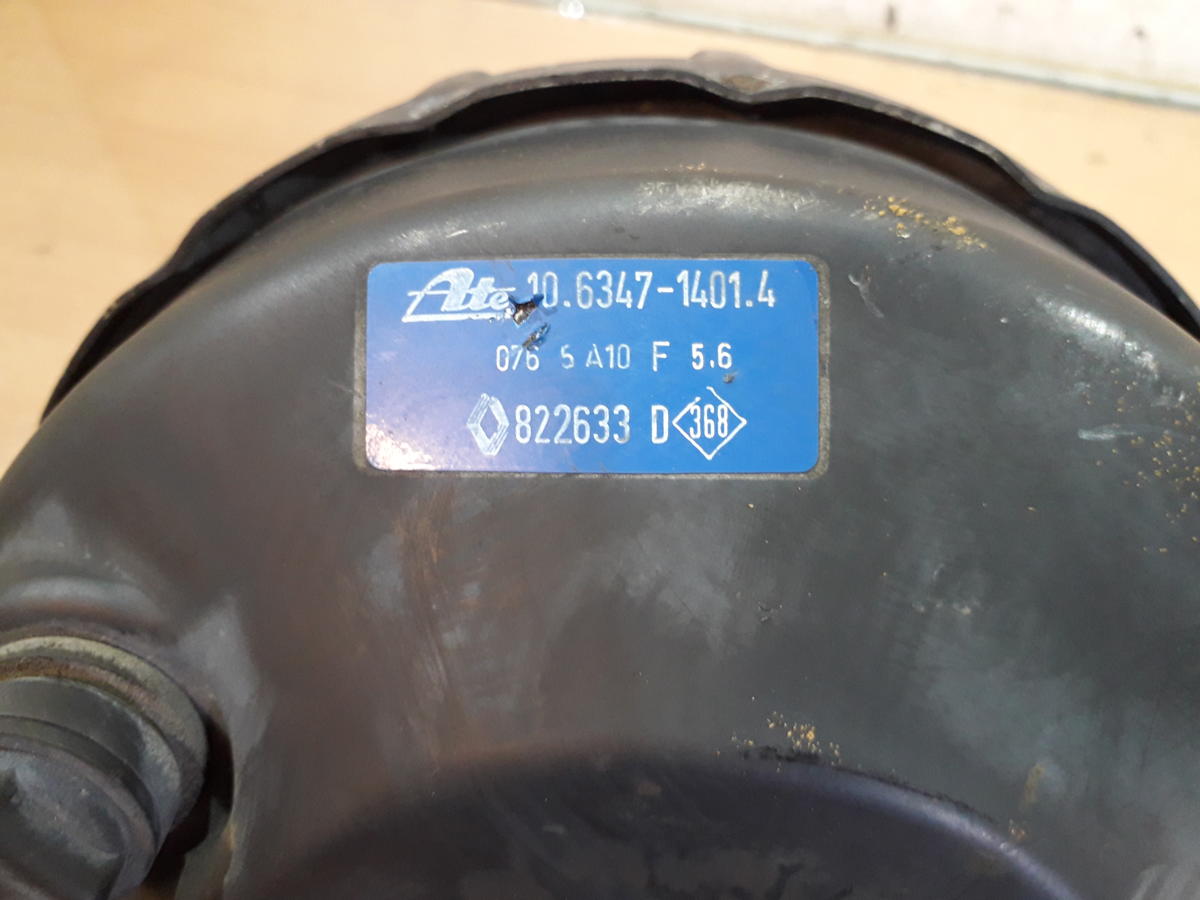 Ate 10.6347-1401.4
076 5 A10 F 5.6
822633 D 368